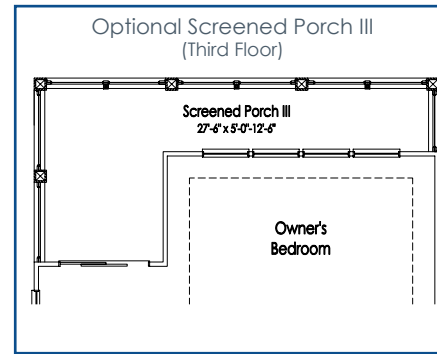 Optional Screened Porch III
(Third Floor)
Screened Porch III
27'-6" x 5'-0"-12'-6"
Owner's
Bedroom